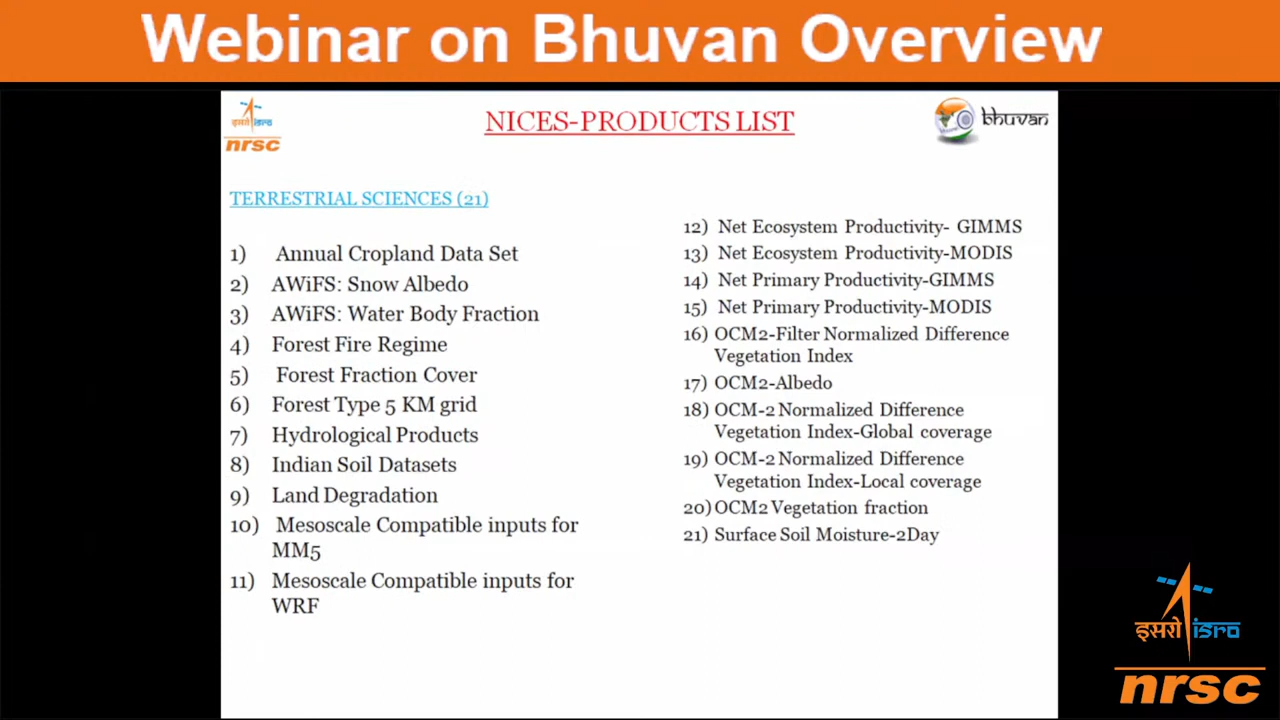 Webinar on Bhuvan Overview
इसरो isro
nrsc
NICES-PRODUCTS LIST
bhuvan
TERRESTRIAL SCIENCES (21)
1) Annual Cropland Data Set
2) AWiFS: Snow Albedo
3) AWiFS: Water Body Fraction
4) Forest Fire Regime
5) Forest Fraction Cover
6) Forest Type 5 KM grid
7) Hydrological Products
8) Indian Soil Datasets
9) Land Degradation
10) Mesoscale Compatible inputs for
MM5
11) Mesoscale Compatible inputs for
WRF
12) Net Ecosystem Productivity- GIMMS
13) Net Ecosystem Productivity-MODIS
14) Net Primary Productivity-GIMMS
15) Net Primary Productivity-MODIS
16) OCM2-Filter Normalized Difference
Vegetation Index
17) OCM2-Albedo
18) OCM-2 Normalized Difference
Vegetation Index-Global coverage
19) OCM-2 Normalized Difference
Vegetation Index-Local coverage
20) OCM2 Vegetation fraction
21) Surface Soil Moisture-2Day
इसरो isro
nrsc